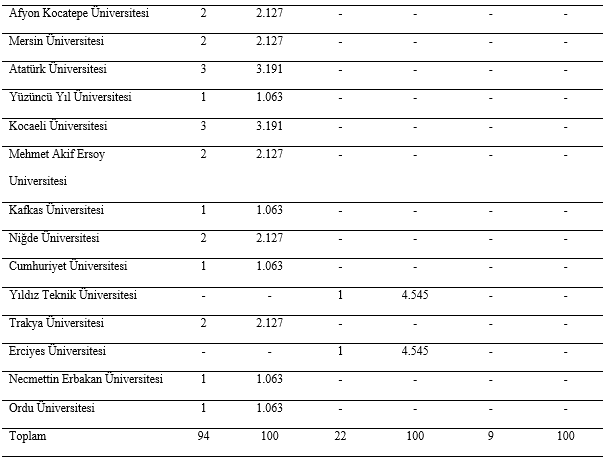 Afyon Kocatepe Üniversitesi 2 2.127 - - - -
Mersin Üniversitesi 2 2.127 - - - -
Atatürk Üniversitesi 3 3.191 - - - -
Yüzüncü Yıl Üniversitesi 1 1.063 - - - -
Kocaeli Üniversitesi 3 3.191 - - - -
Mehmet Akif Ersoy 2 2.127 - - - -
Universitesi
Kafkas Üniversitesi 1 1.063 - - - -
Niğde Üniversitesi 2 2.127 - - - -
Cumhuriyet Üniversitesi 1 1.063 - - - -
Yıldız Teknik Üniversitesi - - 1 4.545 - -
Trakya Üniversitesi 2 2.127 - - - -
Erciyes Üniversitesi - - 1 4.545 - -
Necmettin Erbakan Üniversitesi 1 1.063 - - - -
Ordu Üniversitesi 1 1.063 - - - -
Toplam 94 100 22 100 9 100